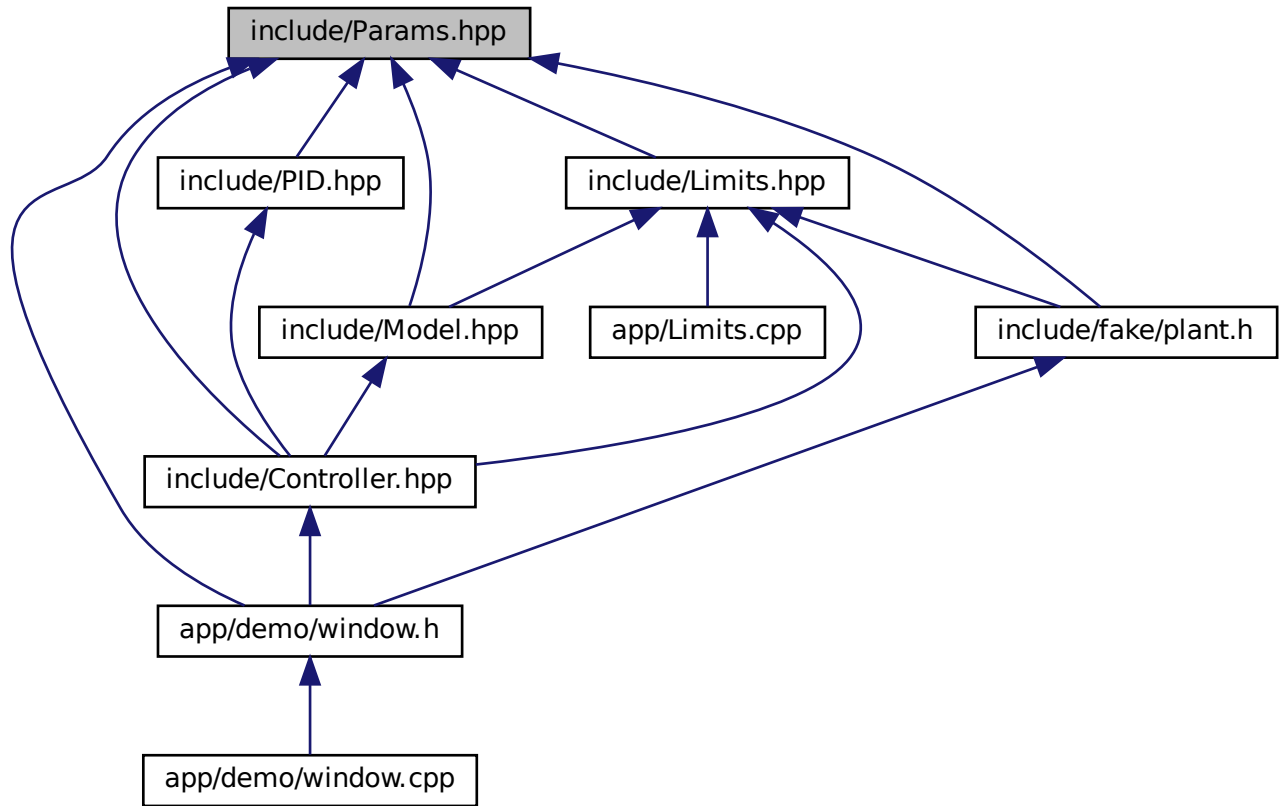 include/Params.hpp
include/PID.hpp
include/Limits.hpp
include/Model.hpp
app/Limits.cpp
include/fake/plant.h
include/Controller.hpp
app/demo/window.h
app/demo/window.cpp